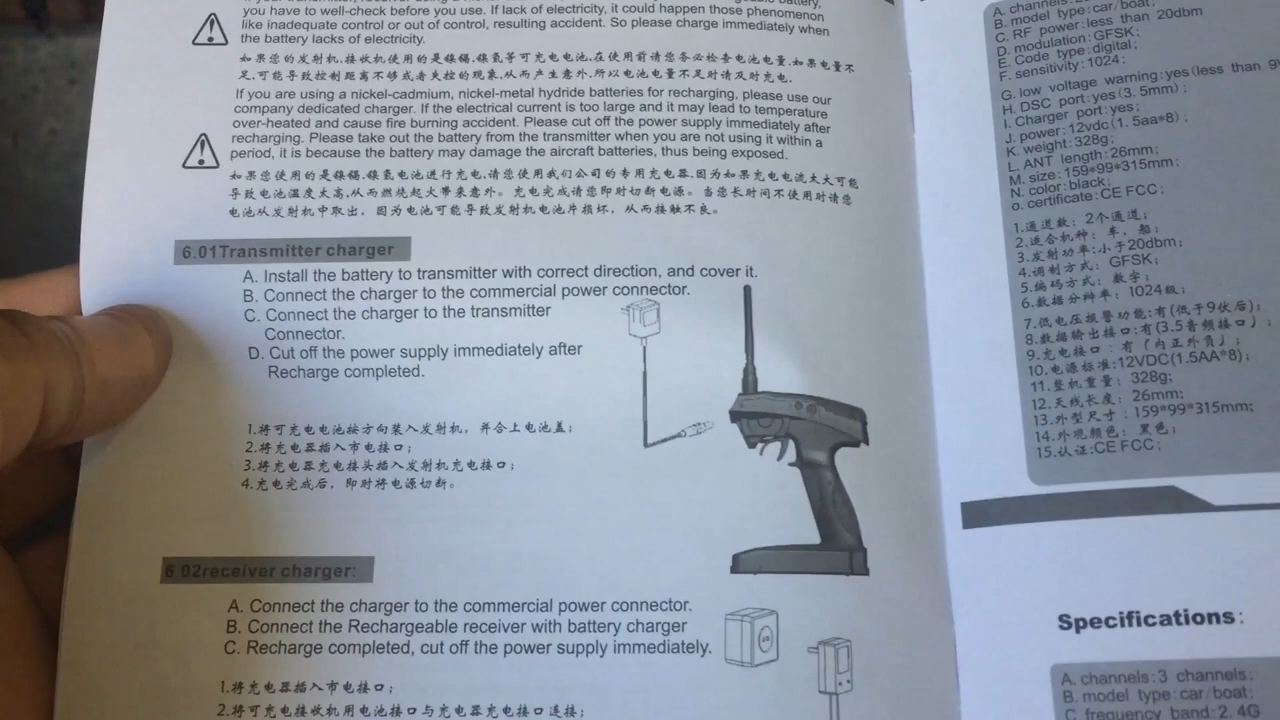 you have to well check before you use to If lack of electricity, it could happen those phenomenon
like inadequate control or out of control, resulting accident. So please charge immediately when
the battery lacks of electricity.
如果您的发射机,接收机使用的是镍镉,镍氢等可充电电池,在使用前请您务必检查电池电量,如果电量不
足,可能导致控制距离不够或者失控的现象,从而产生意外,所以电池电量不足时请及时充电.
If you are using a nickel-cadmium, nickel-metal hydride batteries for recharging, please use our
company dedicated charger. If the electrical current is too large and it may lead to temperature
over-heated and cause fire burning accident. Please cut off the power supply immediately after
recharging. Please take out the battery from the transmitter when you are not using it within a
period, it is because the battery may damage the aircraft batteries, thus being exposed.
如果您使用的是镍镉,镍氢电池进行充电,请您使用我们公司的专用充电器,因为如果充电电流太大可能
导致电池温度太高,从而燃烧起火带来意外。充电完成请您即时切断电源。当您长时间不使用时请您
电池从发射机中取出，因为电池可能导致发射机电池片损坏，从而接触不良。
6.01Transmitter charger
A. Install the battery to transmitter with correct direction, and cover it.
B. Connect the charger to the commercial power connector.
C. Connect the charger to the transmitter
Connector.
D. Cut off the power supply immediately after
Recharge completed.
1.将可充电电池按方向装入发射机，并合上电池盖；
2.将充电器插入市电接口；
3.将充电器充电接头插入发射机充电接口；
4.充电完成后，即时将电源切断。
6.02receiver charger:
A. Connect the charger to the commercial power connector.
B. Connect the Rechargeable receiver with battery charger
C. Recharge completed, cut off the power supply immediately.
1.将充电器插入市电接口；
2.将可充电接收机用电池接口与充电器充电接口连接；
A. channels:
B. model type:car/boat;
C. RF power:less than 20dbm
D. modulation:GFSK;
E. Code type:digital;
F. sensitivity:1024;
G. low voltage warning:yes(less than 9
H. DSC port:yes(3.5mm);
I. Charger port:yes;
J. power:12vdc(1.5aa*8);
K. weight:328g;
L. ANT length:26mm;
M. size:159*99*315mm;
N. color:black;
o. certificate:CE FCC;
1.通道数：2个通道；
2.适合机种：车，船；
3.发射功率:小于20dbm；
4.调制方式：GFSK；
5.编码方式：数字；
6.数据分辨率：1024级；
7.低电压报警功能:有(低于9伏后)；
8.数据输出接口:有(3.5音频接口)；
9.充电接口：有（内正外负)；
10.电源标准:12VDC(1.5AA*8)；
11.整机重量：328g；
12.天线长度：26mm；
13.外型尺寸：159*99*315mm；
14.外观颜色：黑色；
15.认证:CE FCC；
Specifications:
A. channels:3 channels;
B. model type:car/boat;
C. frequency band:2.4G